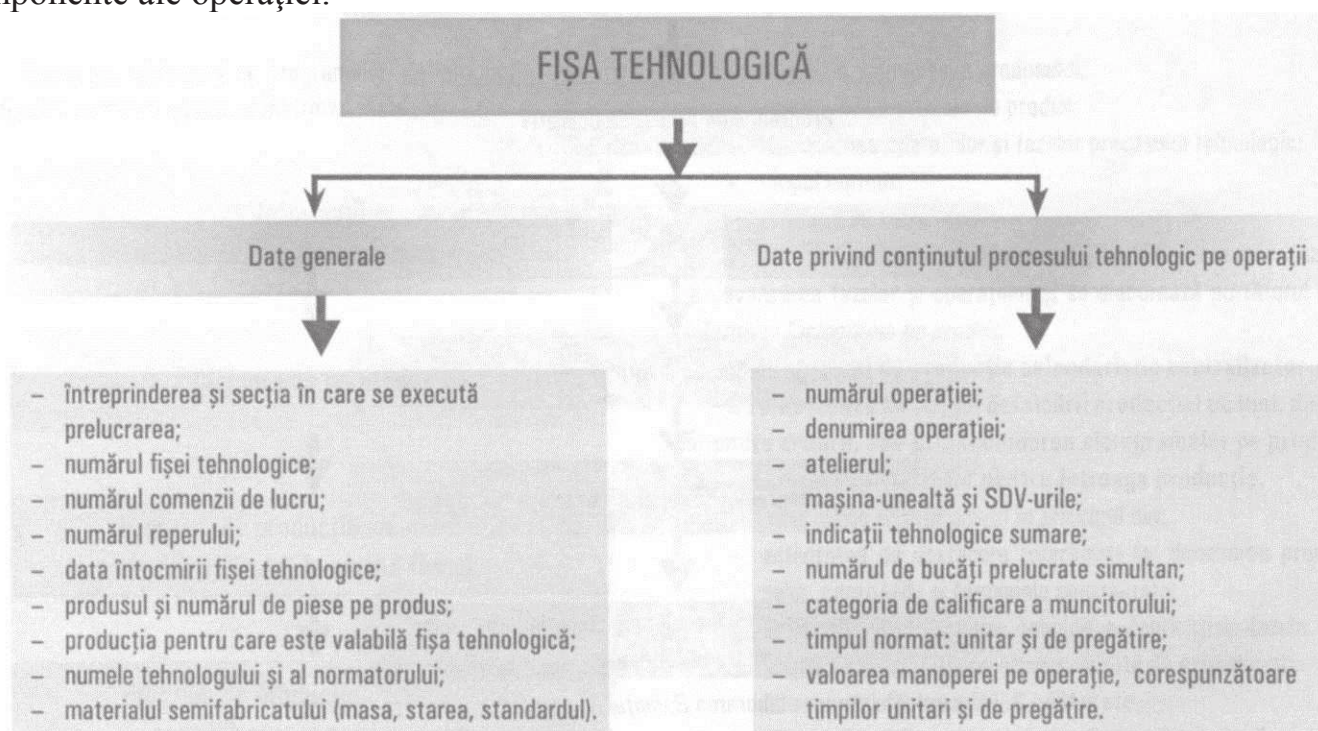 ale operaţiei.
FIȘA TEHNOLOGICĂ
Date generale
Date privind conținutul procesului tehnologic pe operații
– întreprinderea și secția în care se execută
prelucrarea;
– numărul fișei tehnologice;
– numărul comenzii de lucru;
– numărul reperului;
– data întocmirii fișei tehnologice;
– produsul și numărul de piese pe produs;
– producția pentru care este valabilă fișa tehnologică;
– numele tehnologului și al normatorului;
– materialul semifabricatului (masa, starea, standardul).
– numărul operației;
– denumirea operației;
– atelierul;
– mașina-unealtă și SDV-urile;
– indicații tehnologice sumare;
– numărul de bucăți prelucrate simultan;
– categoria de calificare a muncitorului;
– timpul normat: unitar și de pregătire;
– valoarea manoperei pe operație, corespunzătoare
timpilor unitari și de pregătire.